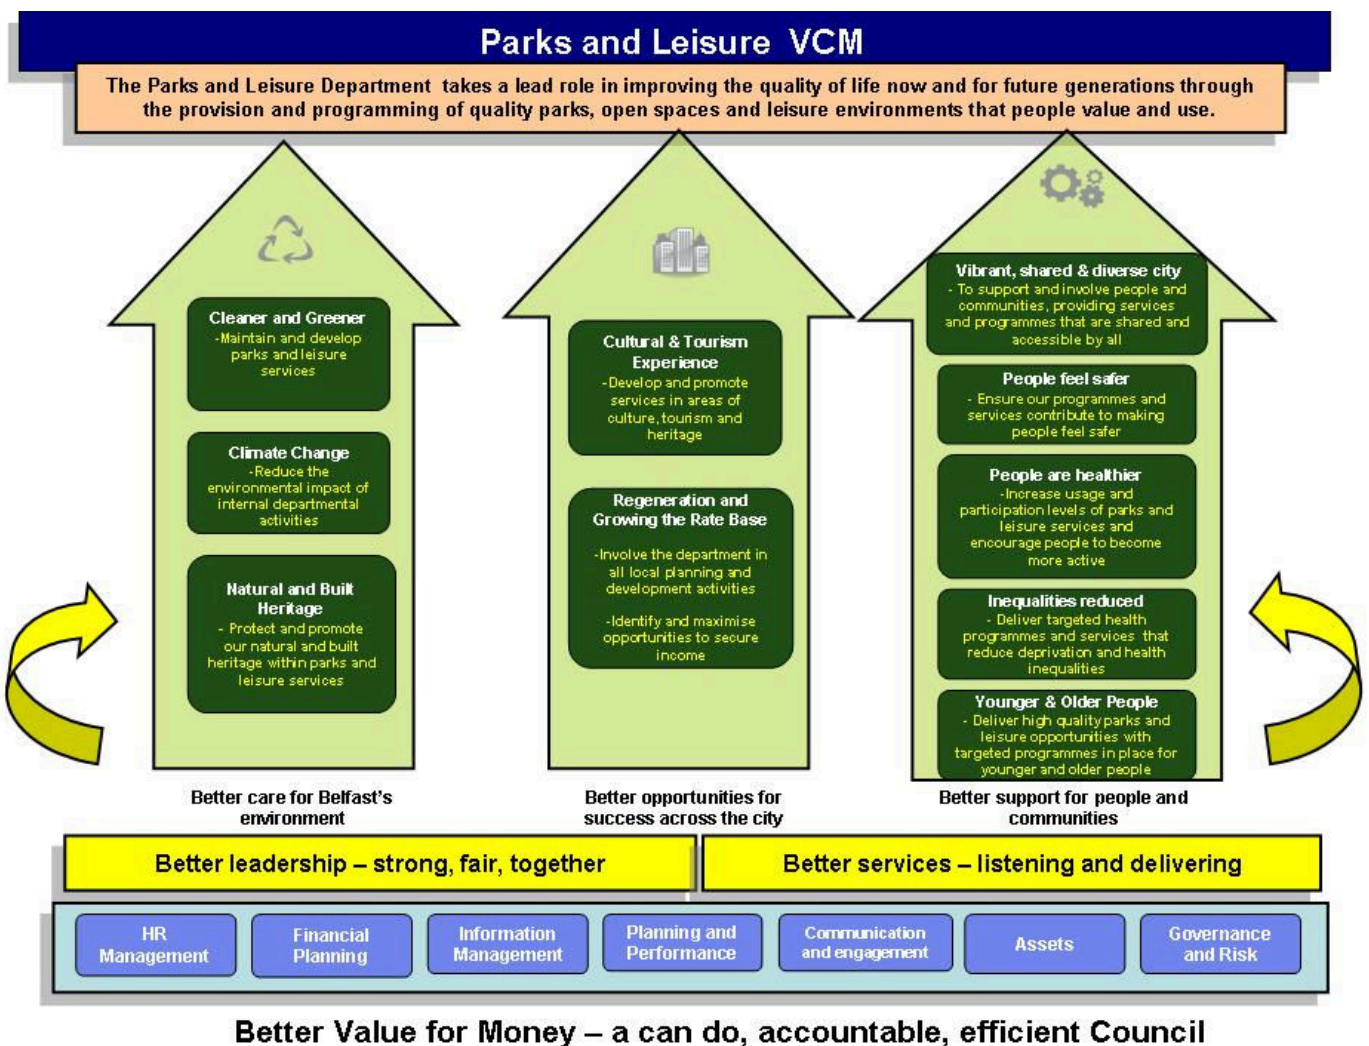 Parks and Leisure VCM
The Parks and Leisure Department takes a lead role in improving the quality of life now and for future generations through
the provision and programming of quality parks, open spaces and leisure environments that people value and use.
Cleaner and Greener
-Maintain and develop
parks and leisure
services
Climate Change
-Reduce the
environmental impact of
internal departmental
activities
Natural and Built
Heritage
- Protect and promote
our natural and built
heritage within parks and
leisure services
Better care for Belfast's
environment
Cultural & Tourism
Experience
-Develop and promote
services in areas of
culture, tourism and
heritage
Regeneration and
Growing the Rate Base
-Involve the department in
all local planning and
development activities
-Identify and maximise
opportunities to secure
income
Better opportunities for
success across the city
Vibrant, shared & diverse city
- To support and involve people and
communities, providing services
and programmes that are shared and
accessible by all
People feel safer
- Ensure our programmes and
services contribute to making
people feel safer
People are healthier
-Increase usage and
participation levels of parks and
leisure services and
encourage people to become
more active
Inequalities reduced
- Deliver targeted health
programmes and services that
reduce deprivation and health
inequalities
Younger & Older People
- Deliver high quality parks and
leisure opportunities with
targeted programmes in place for
younger and older people
Better support for people and
communities
Better leadership – strong, fair, together
Better services – listening and delivering
HR
Management
Financial
Planning
Information
Management
Planning and
Performance
Communication
and engagement
Assets
Governance
and Risk
Better Value for Money – a can do, accountable, efficient Council